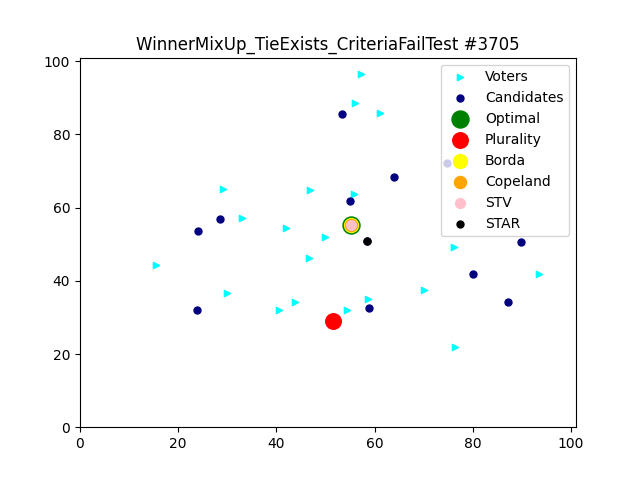 WinnerMixUp_TieExists_CriteriaFailTest #3705
100
80
60
40
20
0
0 20 40 60 80 100
Voters
Candidates
Optimal
Plurality
Borda
Copeland
STV
STAR